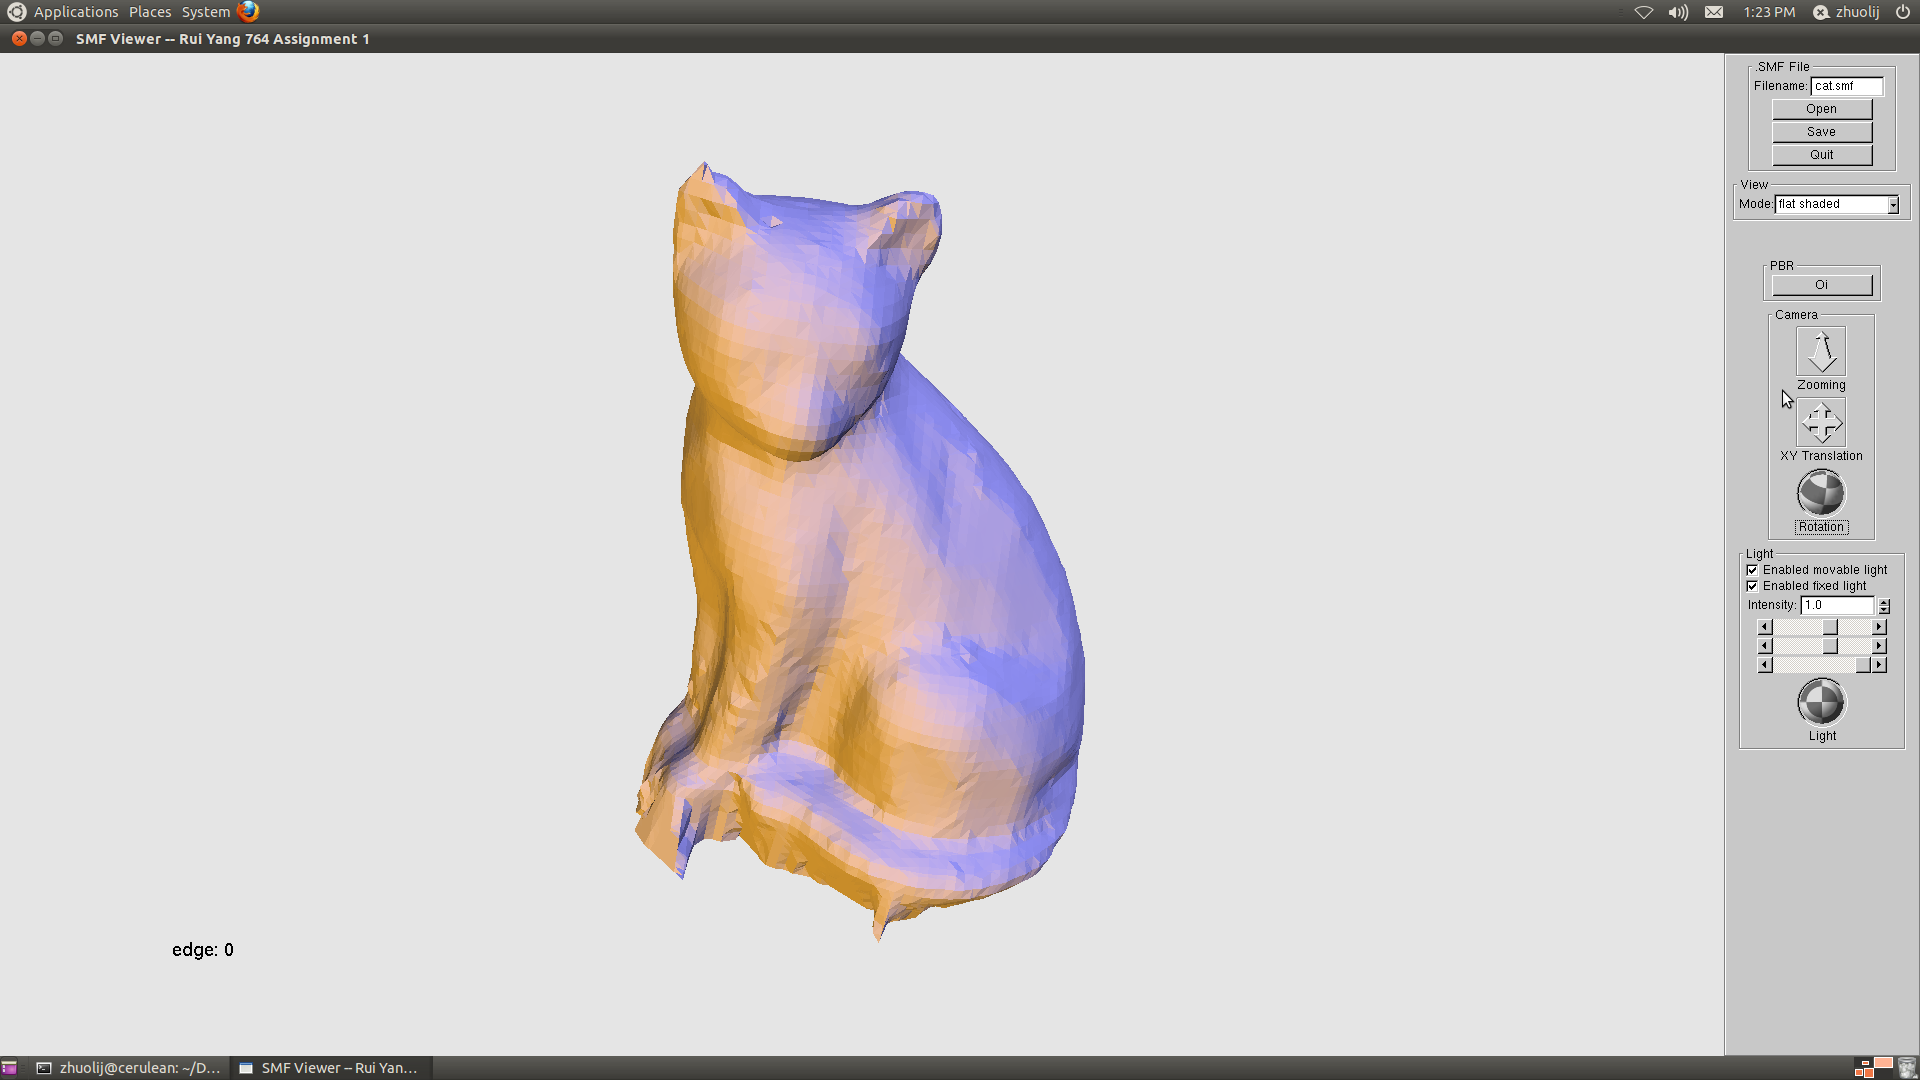 Applications Places System
1:23 PM zhuolij
SMF Viewer -- Rui Yang 764 Assignment 1
.SMF File
Filename: cat.smf
Open
Save
Quit
View
Mode: flat shaded
PBR
Oi
Camera
Zooming
XY Translation
Rotation
Light
Enabled movable light
Enabled fixed light
Intensity: 1.0
Light
edge: 0
zhuolij@cerulean: ~/D...
SMF Viewer -- Rui Yan...